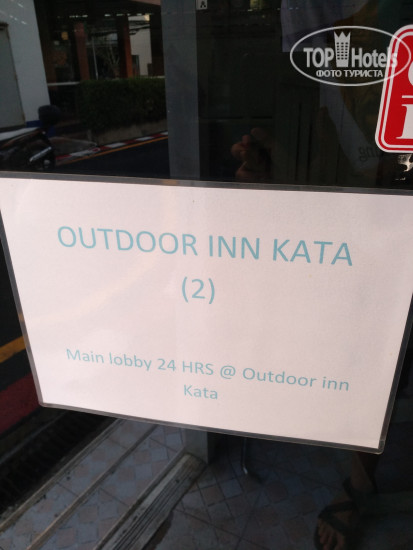 TOP Hotels
ФОТО ТУРИСТА
OUTDOOR INN KATA
(2)
Main lobby 24 HRS @ Outdoor inn
Kata